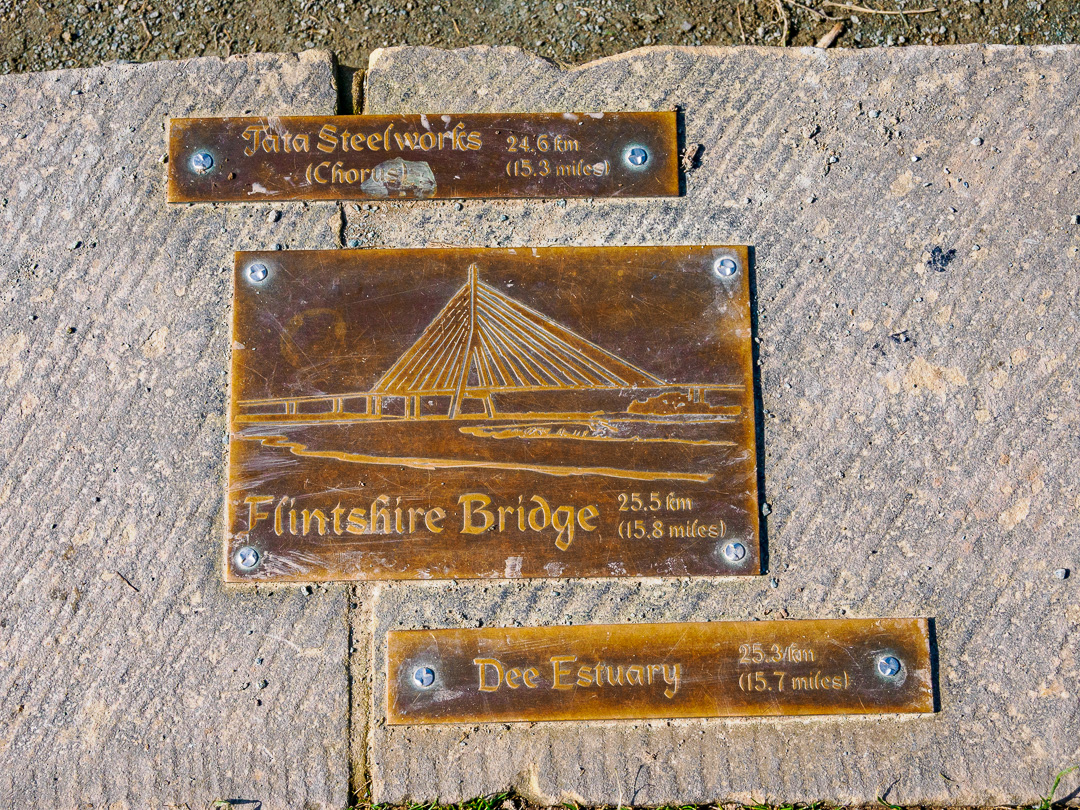 Tata Steelworks
(Chorus)
24.6 km
(15.3 miles)
Flintshire Bridge
25.5 km
(15.8 miles)
Dee Estuary
25.3 km
(15.7 miles)